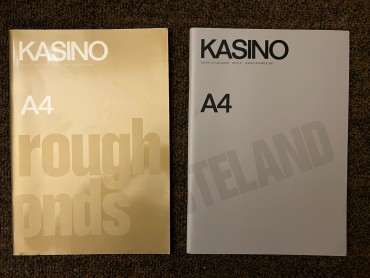 KASINO
A4
rough
onds
KASINO
A4
TELAND